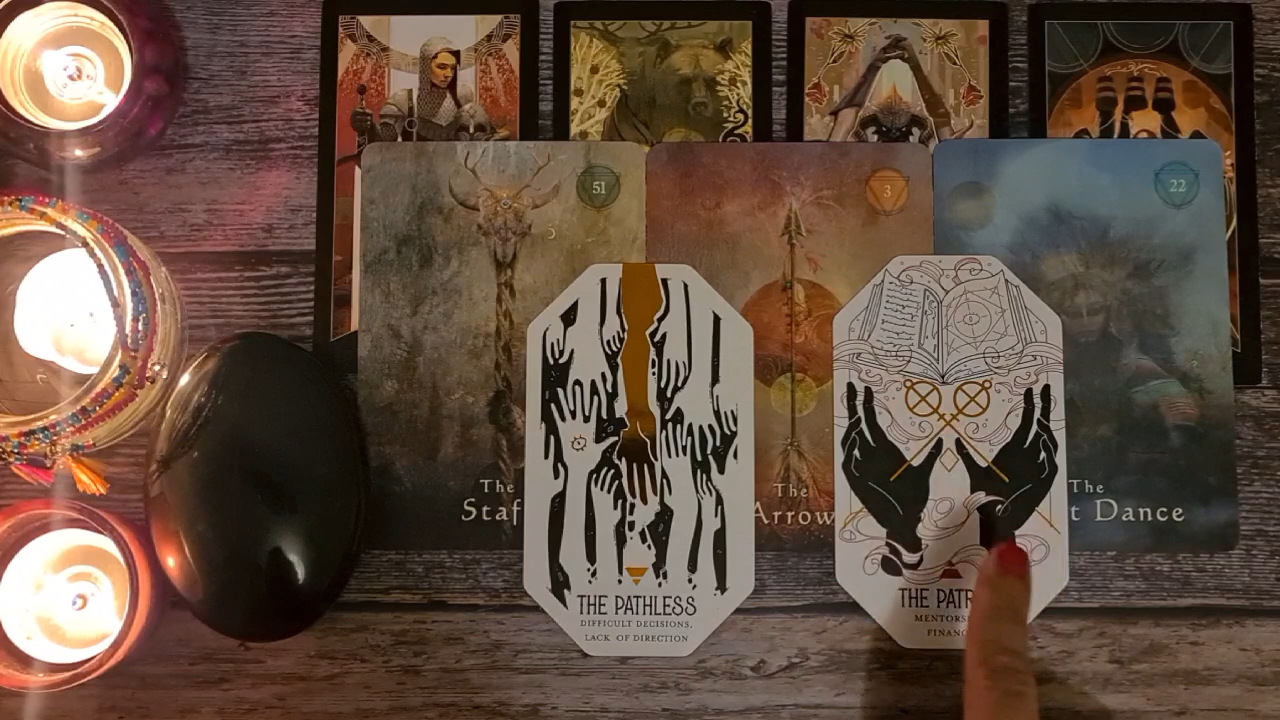 51
3
22
The
Staf
The
Arrow
The
t Dance
THE PATHLESS
DIFFICULT DECISIONS,
LACK OF DIRECTION
THE PATR
MENTORS
FINANC